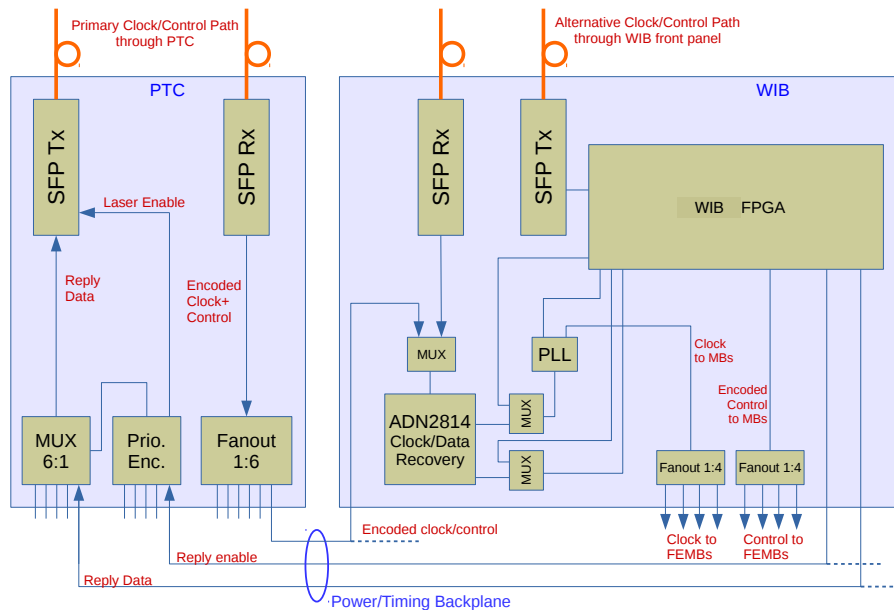 Primary Clock/Control Path
through PTC
Alternative Clock/Control Path
through WIB front panel
PTC
WIB
SFP Tx
SFP Rx
SFP Rx
SFP Tx
WIB FPGA
Laser Enable
Reply
Data
Encoded
Clock+
Control
MUX
PLL
Clock
to MBs
Encoded
Control
to MBs
ADN2814
Clock/Data
Recovery
MUX
MUX
MUX
6:1
Prio.
Enc.
Fanout
1:6
Fanout 1:4
Fanout 1:4
Encoded clock/control
Clock to
FEMBs
Control to
FEMBs
Reply enable
Reply Data
Power/Timing Backplane